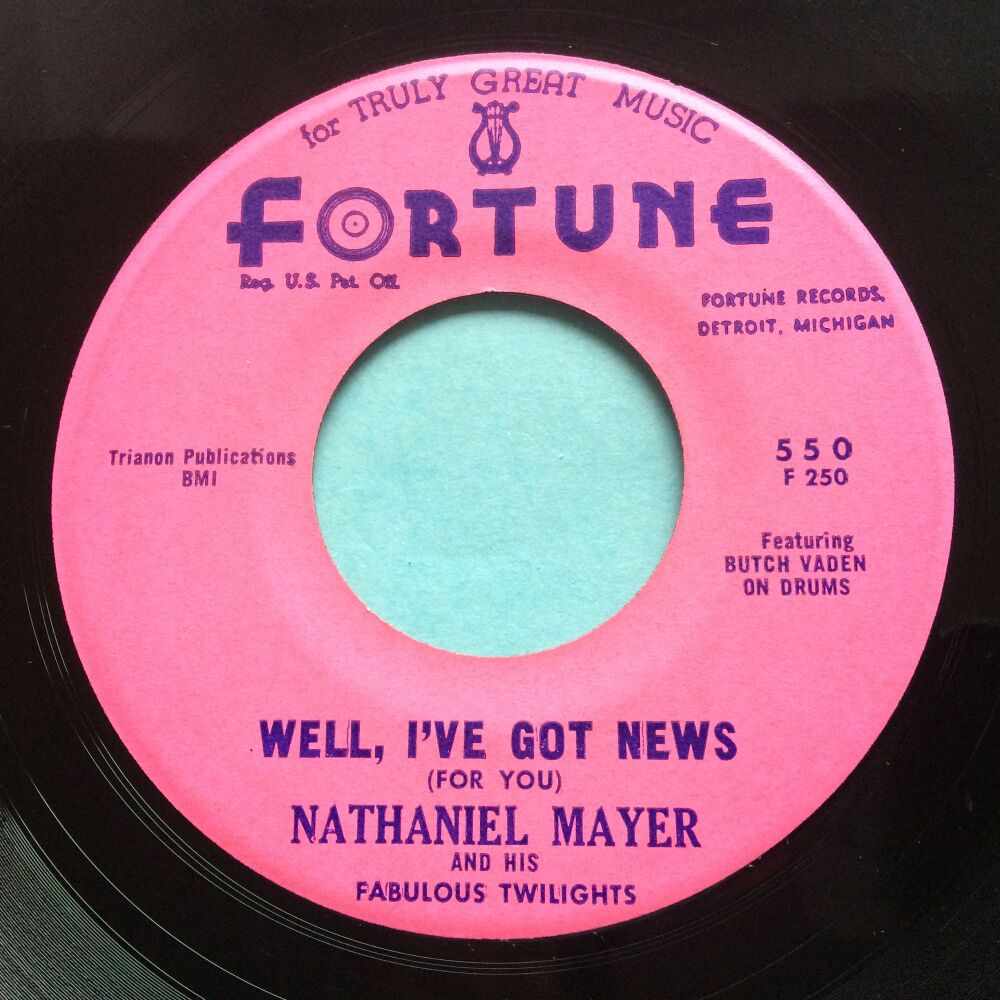 for TRULY GREAT MUSIC
FORTUNE
Reg. U.S. Pat. Off.
FORTUNE RECORDS,
DETROIT, MICHIGAN
Trianon Publications
BMI
550
F 250
Featuring
BUTCH VADEN
ON DRUMS
WELL, I'VE GOT NEWS
(FOR YOU)
NATHANIEL MAYER
AND HIS
FABULOUS TWILIGHTS